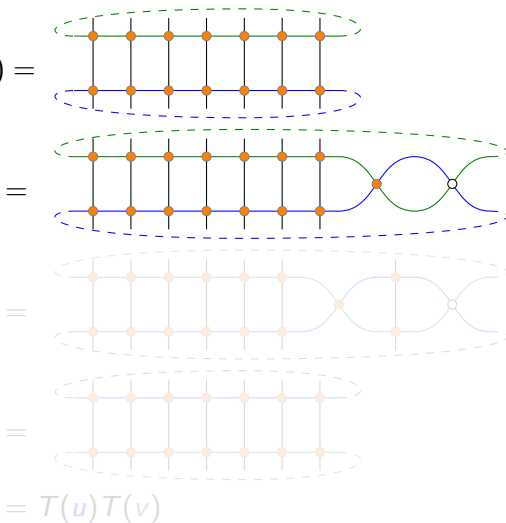 ) =
=
=
=
= T(u)T(v)